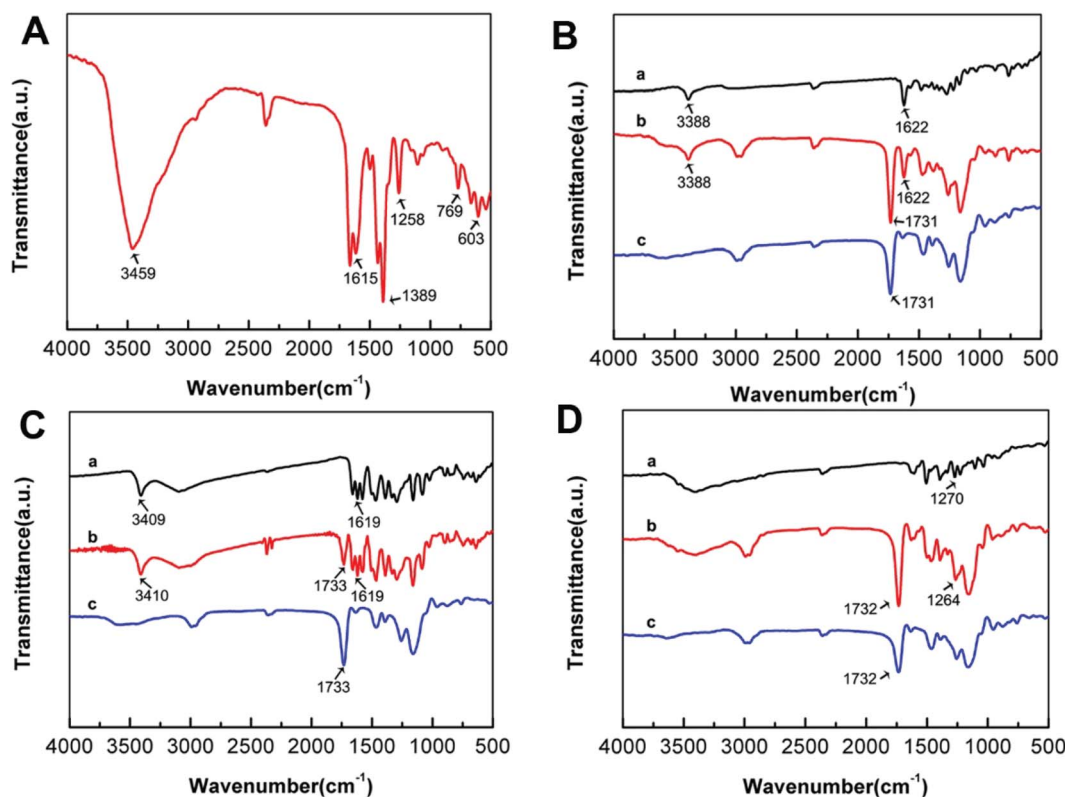 A
Transmittance(a.u.)
3459
1615
1389
1258
769
603
4000 3500 3000 2500 2000 1500 1000 500
Wavenumber(cm⁻¹)
B
Transmittance(a.u.)
a
3388
1622
b
3388
1622
1731
c
1731
4000 3500 3000 2500 2000 1500 1000 500
Wavenumber(cm⁻¹)
C
Transmittance(a.u.)
a
3409
1619
b
3410
1733
1619
c
1733
4000 3500 3000 2500 2000 1500 1000 500
Wavenumber(cm⁻¹)
D
Transmittance(a.u.)
a
1270
b
1732
1264
c
1732
4000 3500 3000 2500 2000 1500 1000 500
Wavenumber(cm⁻¹)